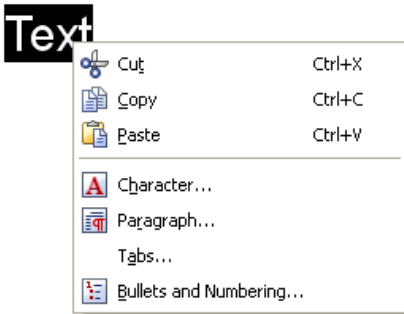 Text
Cut Ctrl+X
Copy Ctrl+C
Paste Ctrl+V
Character...
Paragraph...
Tabs...
Bullets and Numbering...